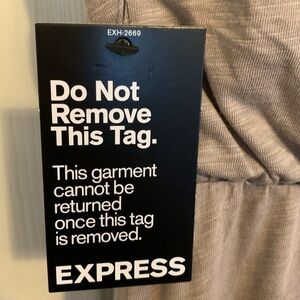 EXH-2669
Do Not
Remove
This Tag.
This garment
cannot be
returned
once this tag
is removed.
EXPRESS